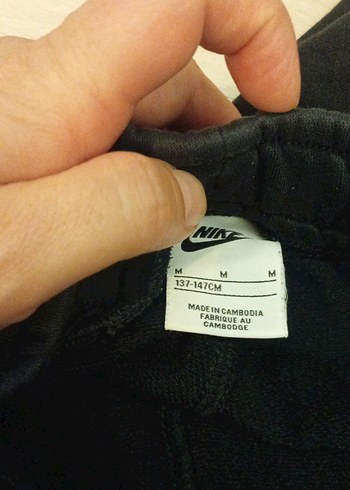 NIKE
M M M
137-147CM
MADE IN CAMBODIA
FABRIQUE AU
CAMBODGE